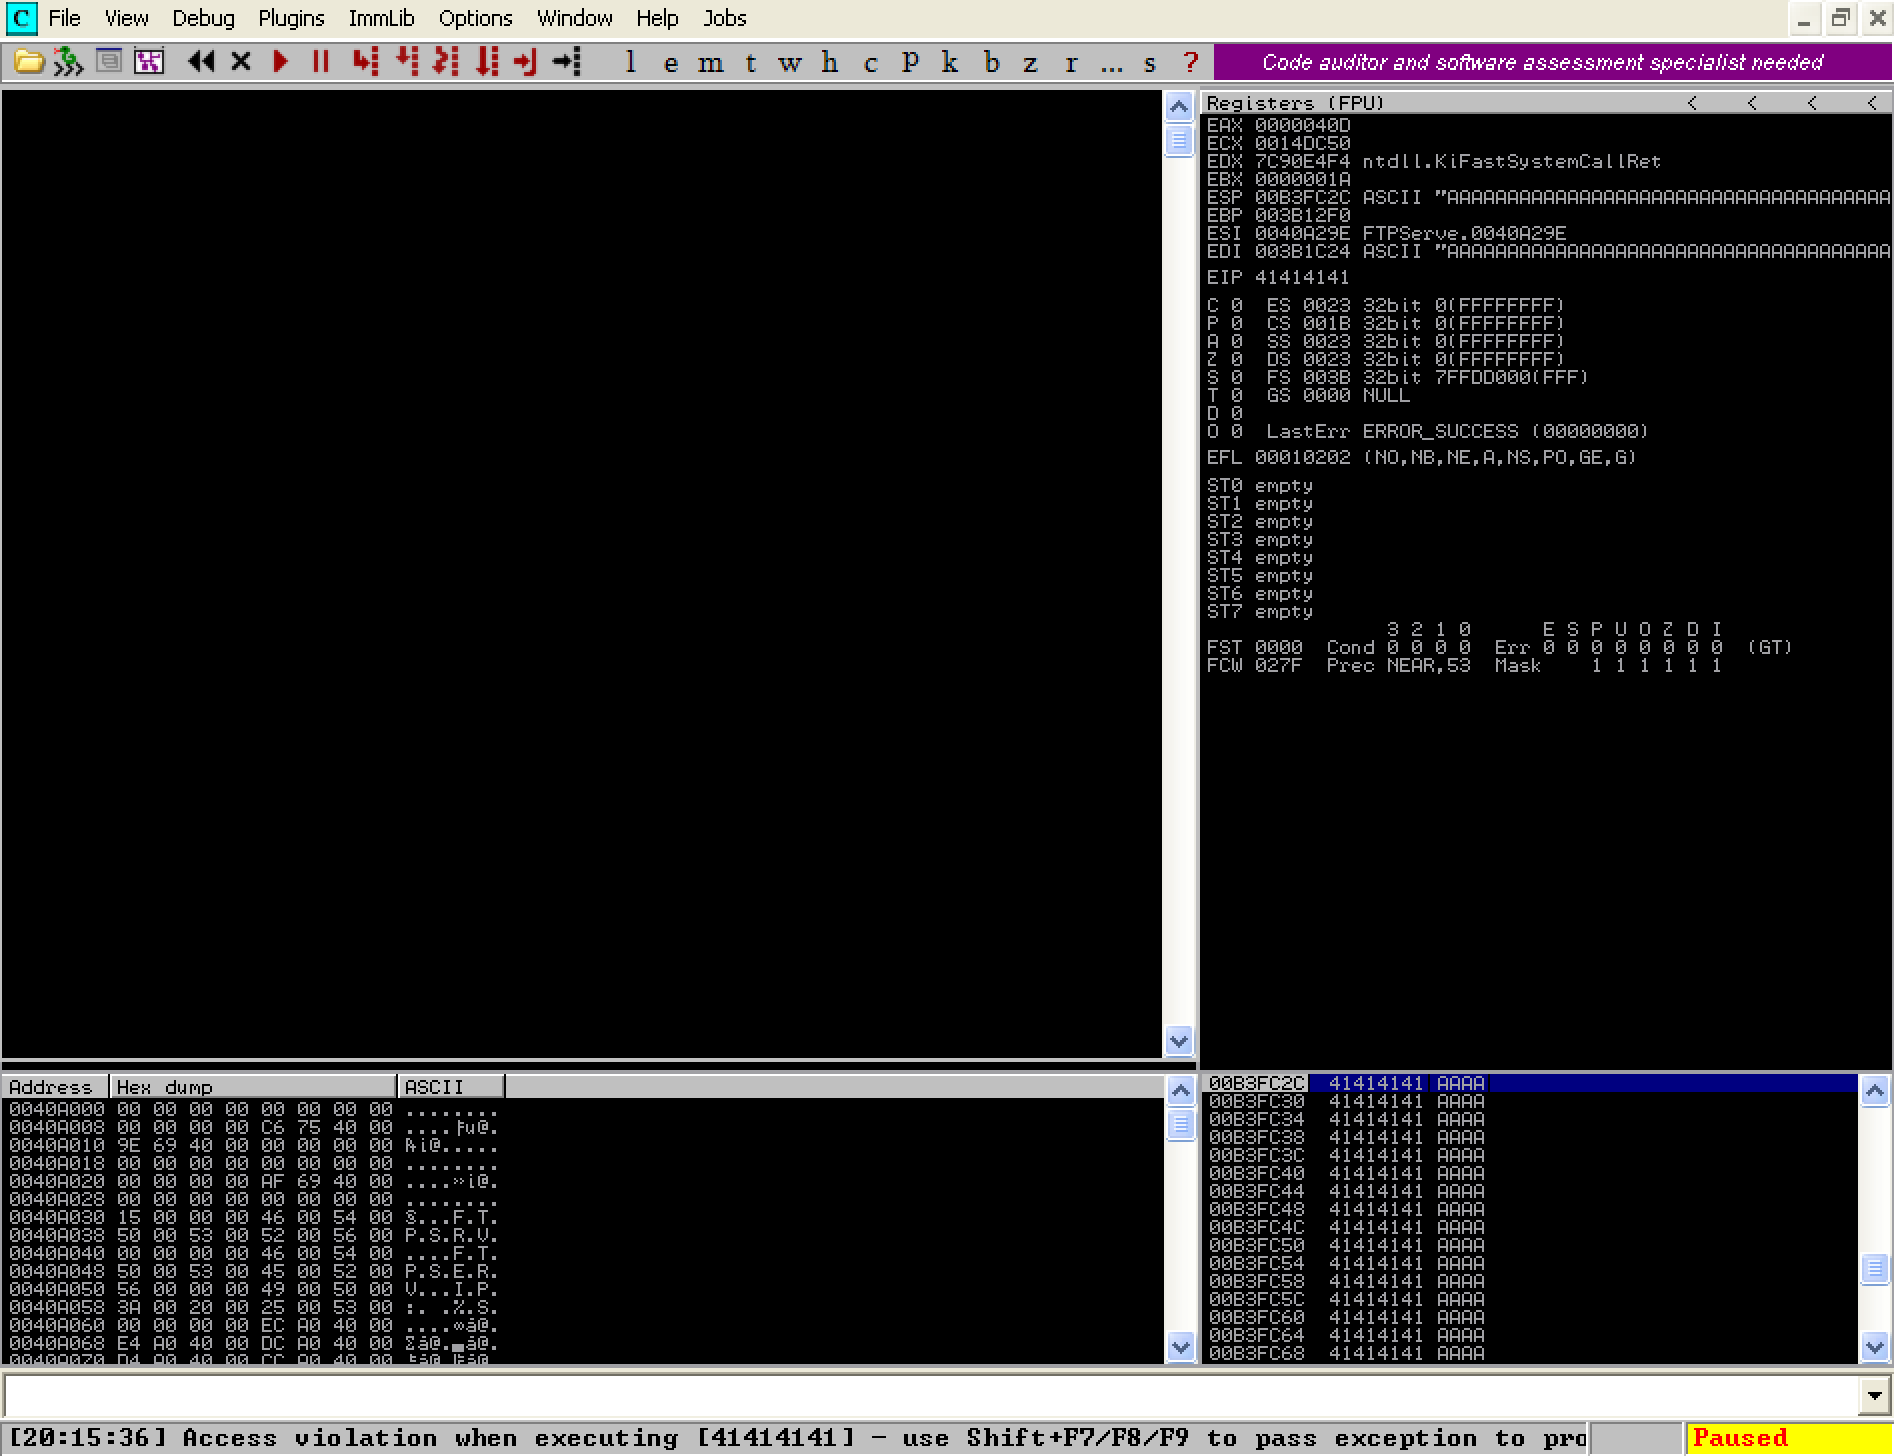 C File View Debug Plugins ImmLib Options Window Help Jobs
l e m t w h c P k b z r ... s ?
Code auditor and software assessment specialist needed
Registers (FPU) < < < <
EAX 0000040D
ECX 0014DC50
EDX 7C90E4F4 ntdll.KiFastSystemCallRet
EBX 0000001A
ESP 00B3FC2C ASCII "AAAAAAAAAAAAAAAAAAAAAAAAAAAAAAAAAAAAA
EBP 003B12F0
ESI 0040A29E FTPServe.0040A29E
EDI 003B1C24 ASCII "AAAAAAAAAAAAAAAAAAAAAAAAAAAAAAAAAAAAA
EIP 41414141
C 0 ES 0023 32bit 0(FFFFFFFF)
P 0 CS 001B 32bit 0(FFFFFFFF)
A 0 SS 0023 32bit 0(FFFFFFFF)
Z 0 DS 0023 32bit 0(FFFFFFFF)
S 0 FS 003B 32bit 7FFDD000(FFF)
T 0 GS 0000 NULL
D 0
O 0 LastErr ERROR_SUCCESS (00000000)
EFL 00010202 (NO,NB,NE,A,NS,PO,GE,G)
ST0 empty
ST1 empty
ST2 empty
ST3 empty
ST4 empty
ST5 empty
ST6 empty
ST7 empty
3 2 1 0 E S P U O Z D I
FST 0000 Cond 0 0 0 0 Err 0 0 0 0 0 0 0 0 (GT)
FCW 027F Prec NEAR,53 Mask 1 1 1 1 1 1
Address Hex dump ASCII
0040A000 00 00 00 00 00 00 00 00 ........
0040A008 00 00 00 00 C6 75 40 00 ....╞u@.
0040A010 9E 69 40 00 00 00 00 00 ₧i@.....
0040A018 00 00 00 00 00 00 00 00 ........
0040A020 00 00 00 00 AF 69 40 00 ....»i@.
0040A028 00 00 00 00 00 00 00 00 ........
0040A030 15 00 00 00 46 00 54 00 §...F.T.
0040A038 50 00 53 00 52 00 56 00 P.S.R.V.
0040A040 00 00 00 00 46 00 54 00 ....F.T.
0040A048 50 00 53 00 45 00 52 00 P.S.E.R.
0040A050 56 00 00 00 49 00 50 00 V...I.P.
0040A058 3A 00 20 00 25 00 53 00 :. .%.S.
0040A060 00 00 00 00 EC A0 40 00 ....∞á@.
0040A068 E4 A0 40 00 DC A0 40 00 Σá@.▄á@.
0040A070 D4 A0 40 00 CC A0 40 00 ╘á@.╠á@.
00B3FC2C 41414141 AAAA
00B3FC30 41414141 AAAA
00B3FC34 41414141 AAAA
00B3FC38 41414141 AAAA
00B3FC3C 41414141 AAAA
00B3FC40 41414141 AAAA
00B3FC44 41414141 AAAA
00B3FC48 41414141 AAAA
00B3FC4C 41414141 AAAA
00B3FC50 41414141 AAAA
00B3FC54 41414141 AAAA
00B3FC58 41414141 AAAA
00B3FC5C 41414141 AAAA
00B3FC60 41414141 AAAA
00B3FC64 41414141 AAAA
00B3FC68 41414141 AAAA
[20:15:36] Access violation when executing [41414141] - use Shift+F7/F8/F9 to pass exception to pro
Paused